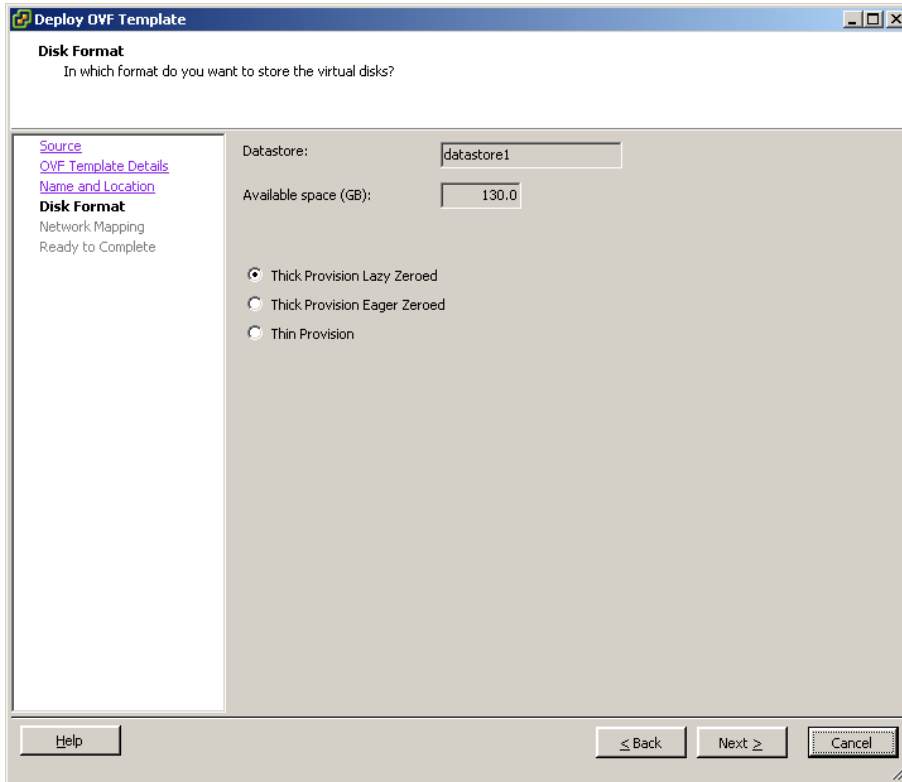 Deploy OVF Template
Disk Format
In which format do you want to store the virtual disks?
Source
OVF Template Details
Name and Location
Disk Format
Network Mapping
Ready to Complete
Datastore:
datastore1
Available space (GB):
130.0
Thick Provision Lazy Zeroed
Thick Provision Eager Zeroed
Thin Provision
Help
< Back
Next >
Cancel